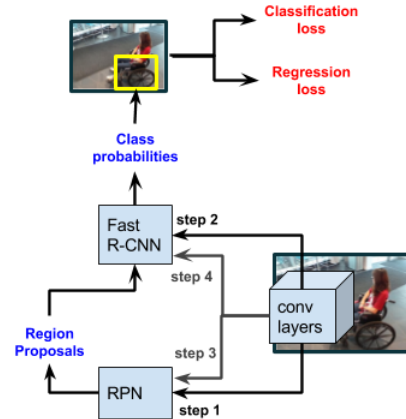 Classification
loss
Regression
loss
Class
probabilities
Fast
R-CNN
step 2
step 4
conv
layers
Region
Proposals
step 3
RPN
step 1